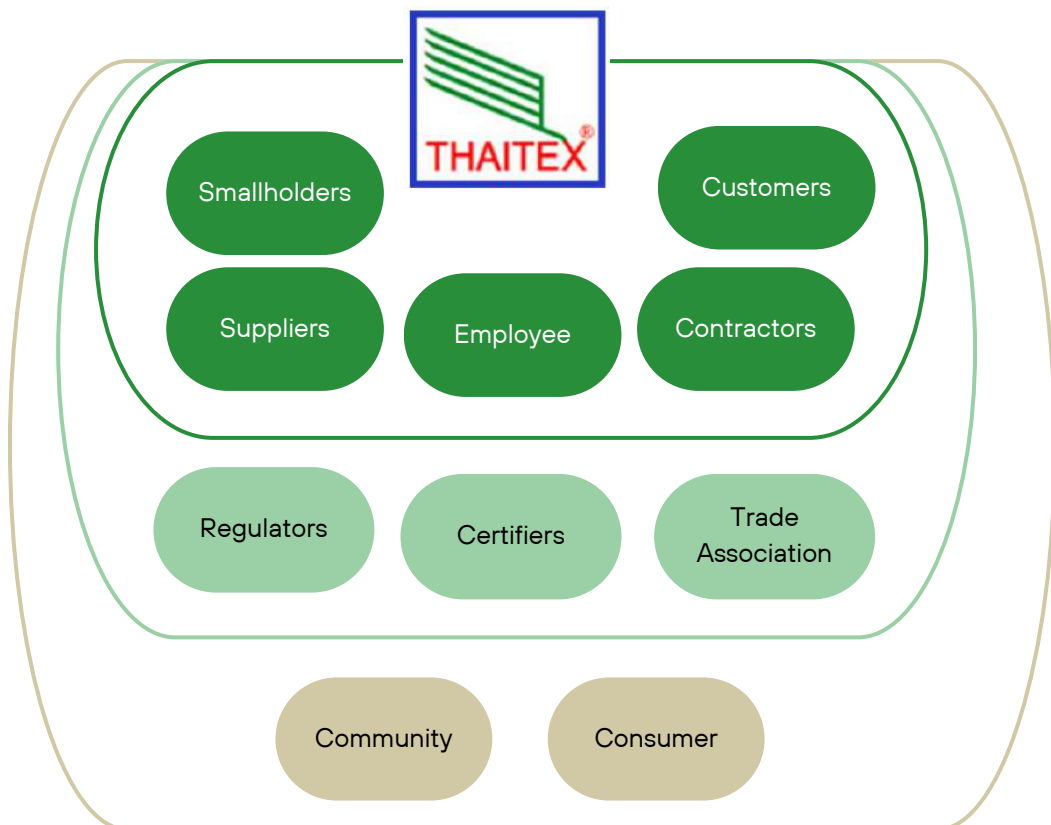 THAITEX®
Smallholders
Customers
Suppliers
Employee
Contractors
Regulators
Certifiers
Trade
Association
Community
Consumer